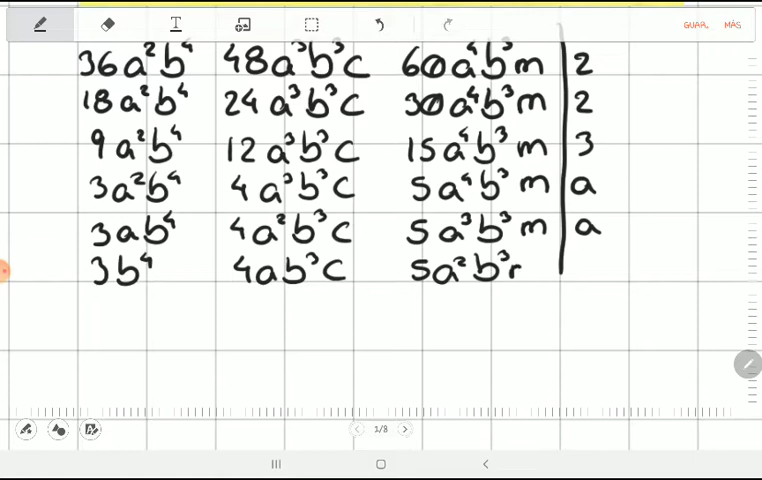 GUAR. MÁS
36a²b⁴ 48a³b³c 60a⁴b³m 2
18a²b⁴ 24a³b³c 30a⁴b³m 2
9a²b⁴ 12a³b³c 15a⁴b³m 3
3a²b⁴ 4a³b³c 5a⁴b³m a
3ab⁴ 4a²b³c 5a³b³m a
3b⁴ 4ab³c 5a²b³r
1/8